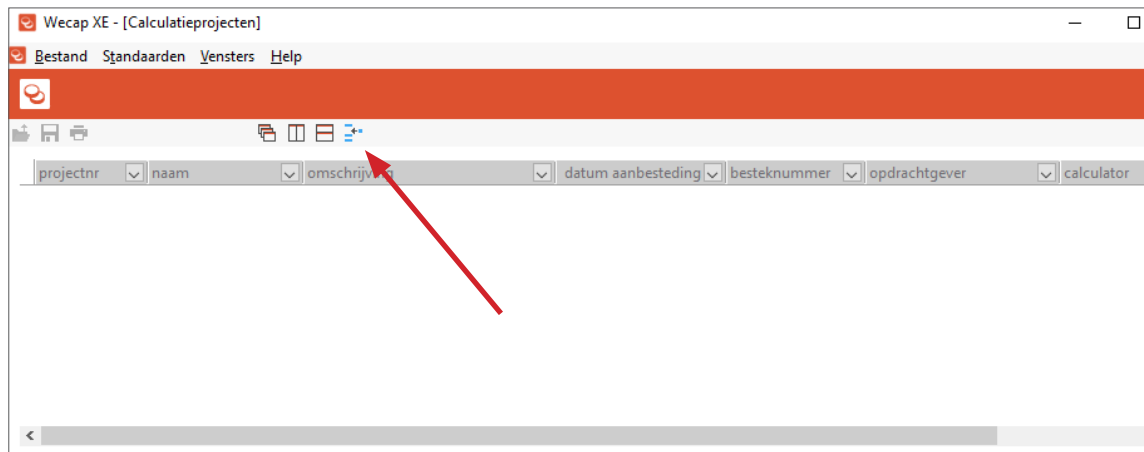 Wecap XE - [Calculatieprojecten]
Bestand Standaarden Vensters Help
projectnr naam omschrijving datum aanbesteding besteknummer opdrachtgever calculator